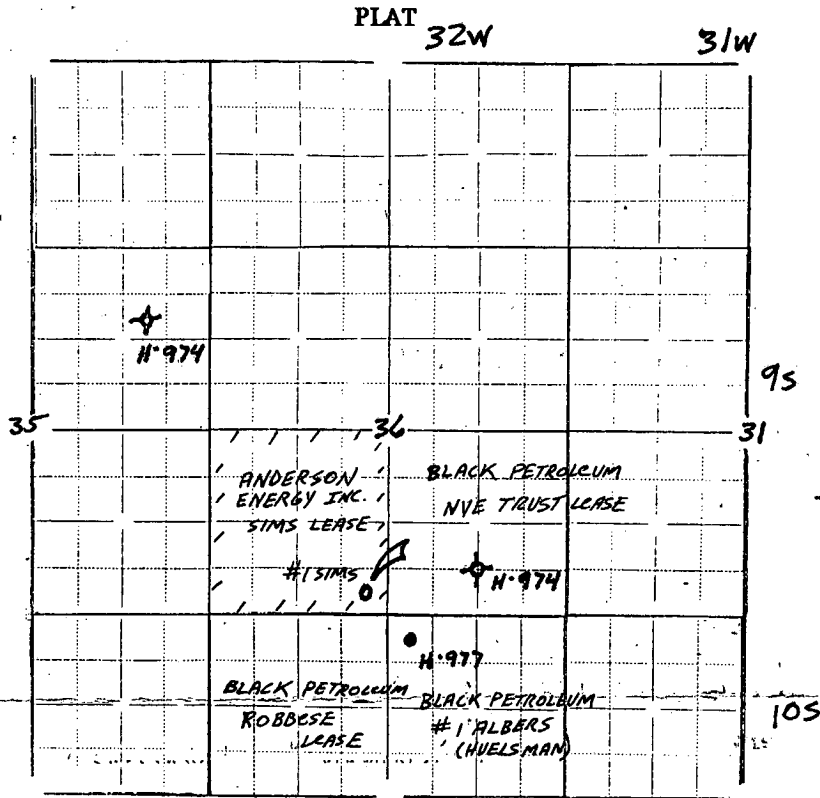 PLAT
32W
31W
H·974
9S
35
36
31
ANDERSON
ENERGY INC.
SIMS LEASE
BLACK PETROLEUM
NYE TRUST LEASE
#1 SIMS
H·974
H·977
BLACK PETROLEUM
ROBBESE
LEASE
BLACK PETROLEUM
#1 ALBERS
(HUELSMAN)
10S